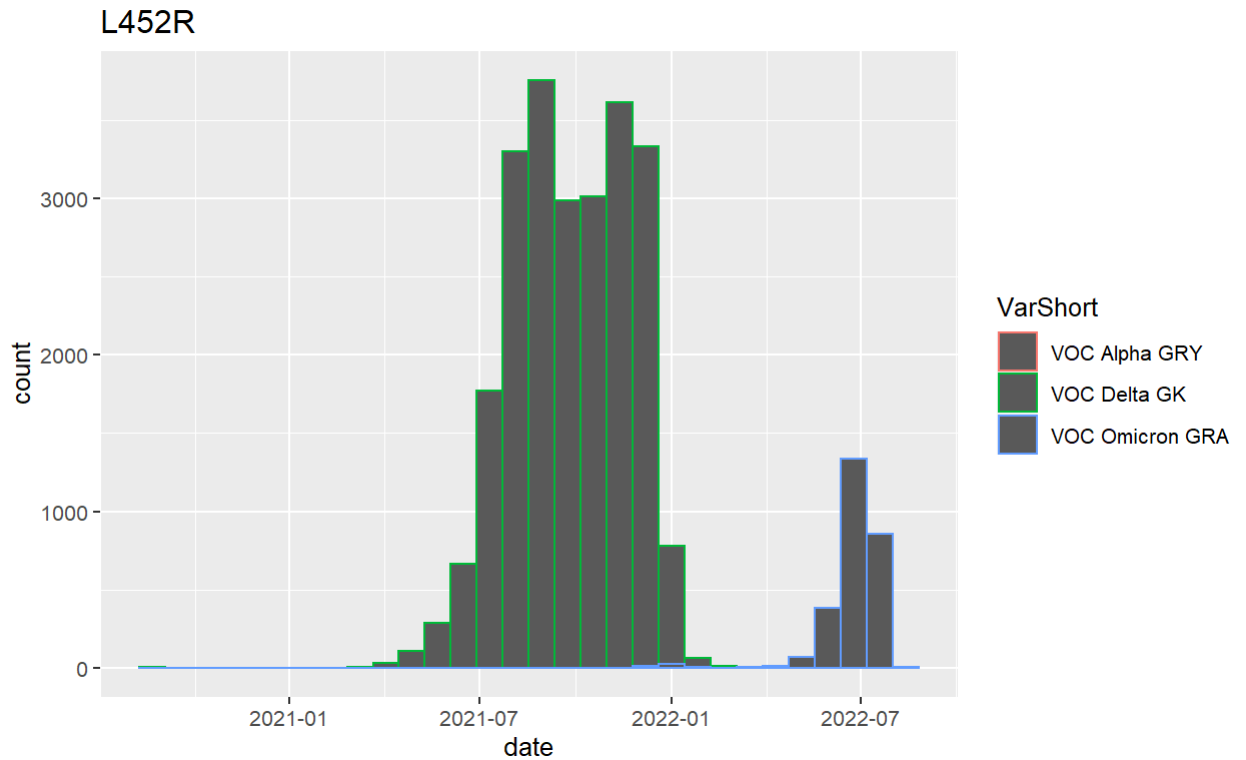 L452R
count
3000
2000
1000
0
2021-01
2021-07
2022-01
2022-07
date
VarShort
VOC Alpha GRY
VOC Delta GK
VOC Omicron GRA